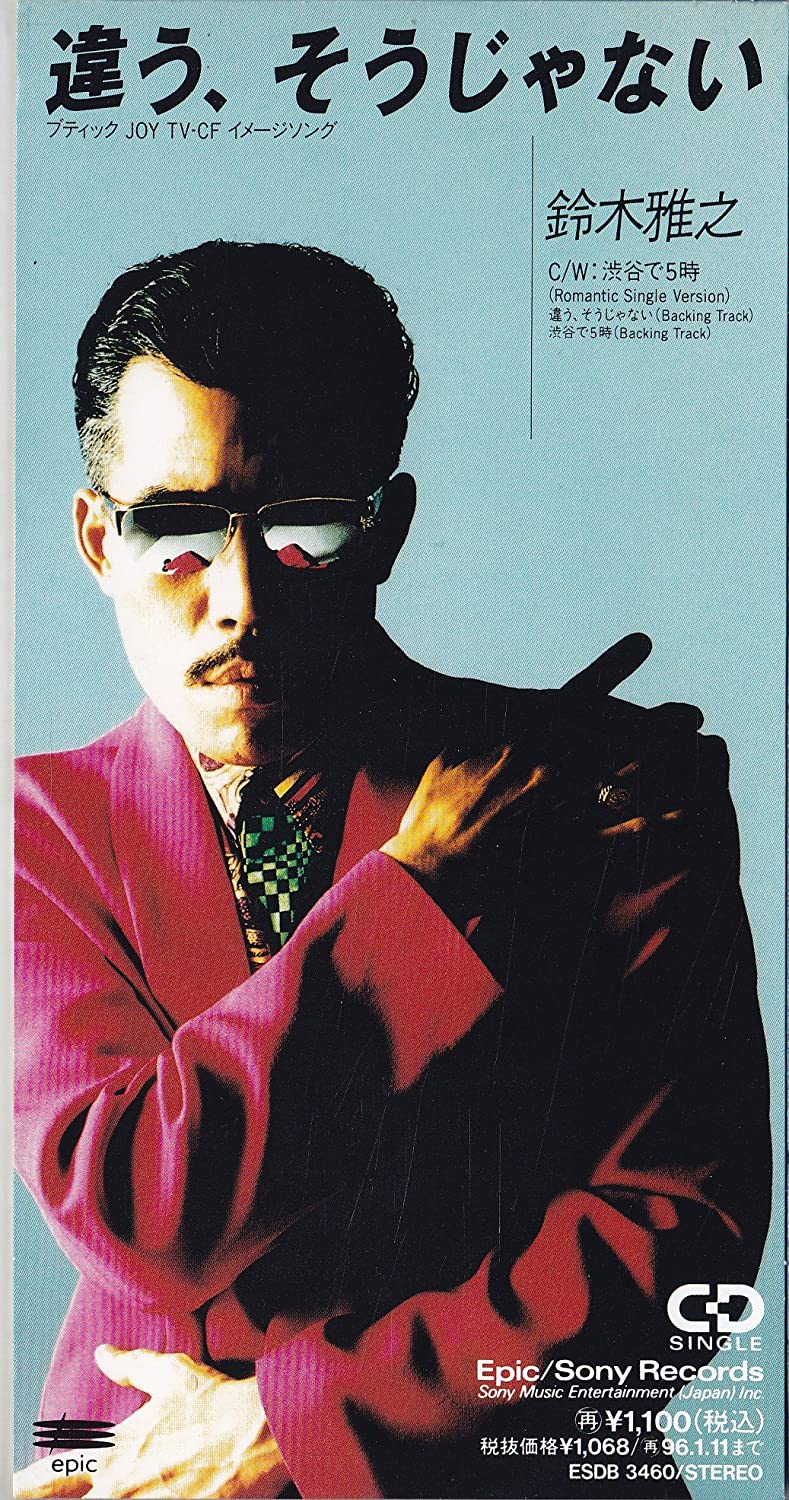 違う、そうじゃない
ブティック JOY TV-CF イメージソング
鈴木雅之
C/W：渋谷で5時
(Romantic Single Version)
違う、そうじゃない(Backing Track)
渋谷で5時(Backing Track)
CD
SINGLE
Epic/Sony Records
Sony Music Entertainment (Japan) Inc.
㊢¥1,100(税込)
税抜価格¥1,068/再96.1.11まで
ESDB 3460/STEREO
epic